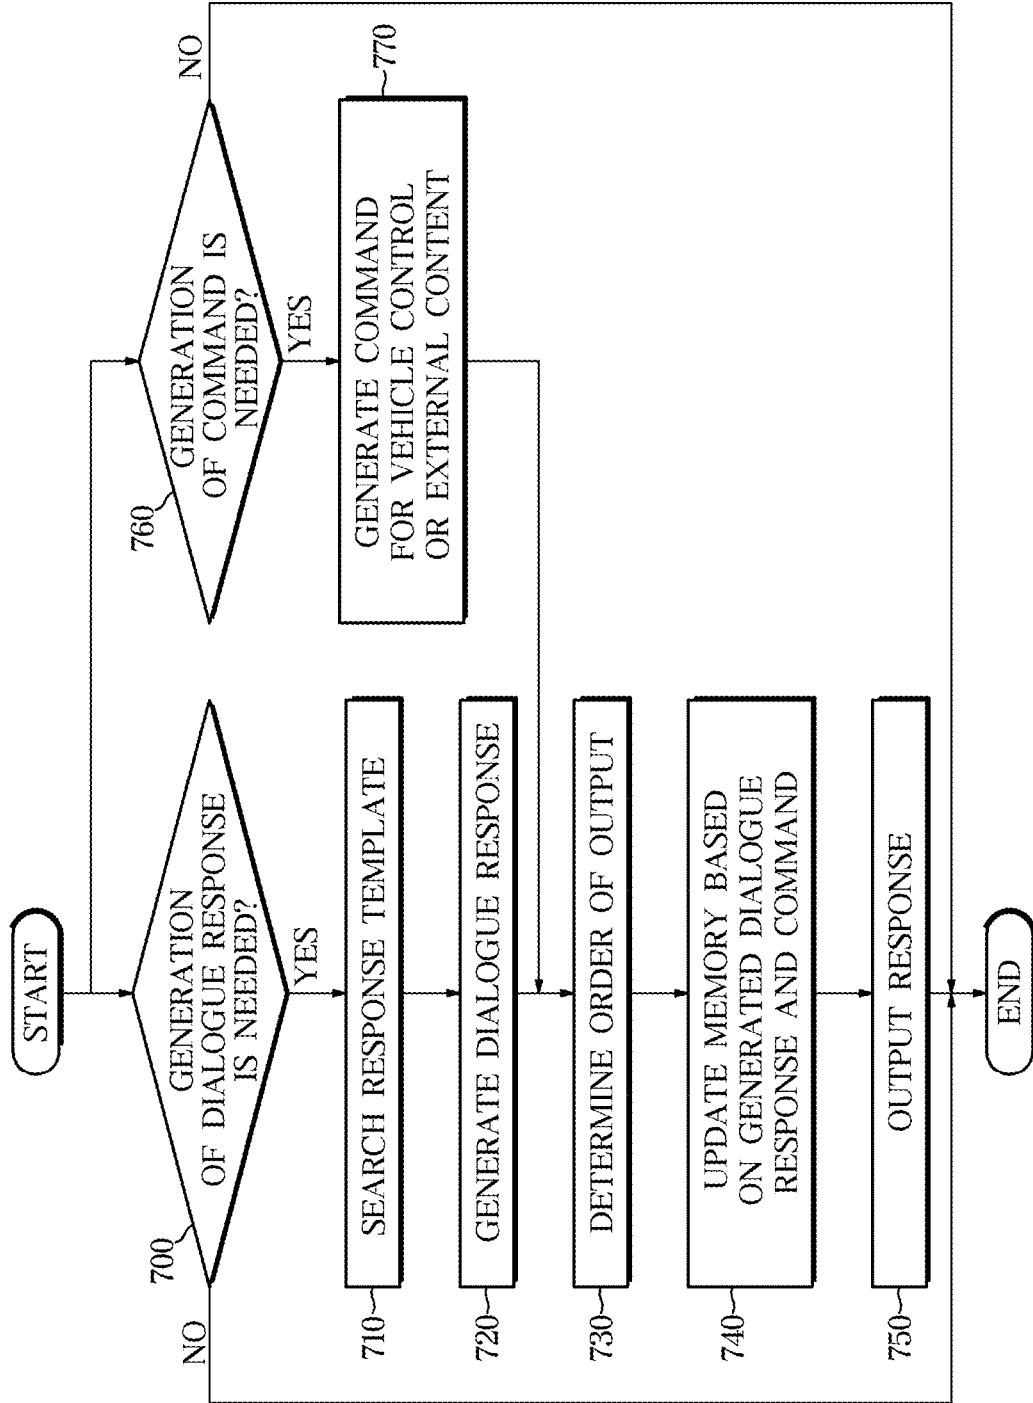 START
GENERATION
OF DIALOGUE RESPONSE
IS NEEDED?
700
NO
YES
SEARCH RESPONSE TEMPLATE
710
GENERATE DIALOGUE RESPONSE
720
DETERMINE ORDER OF OUTPUT
730
UPDATE MEMORY BASED
ON GENERATED DIALOGUE
RESPONSE AND COMMAND
740
OUTPUT RESPONSE
750
END
GENERATION
OF COMMAND IS
NEEDED?
760
NO
YES
GENERATE COMMAND
FOR VEHICLE CONTROL
OR EXTERNAL CONTENT
770